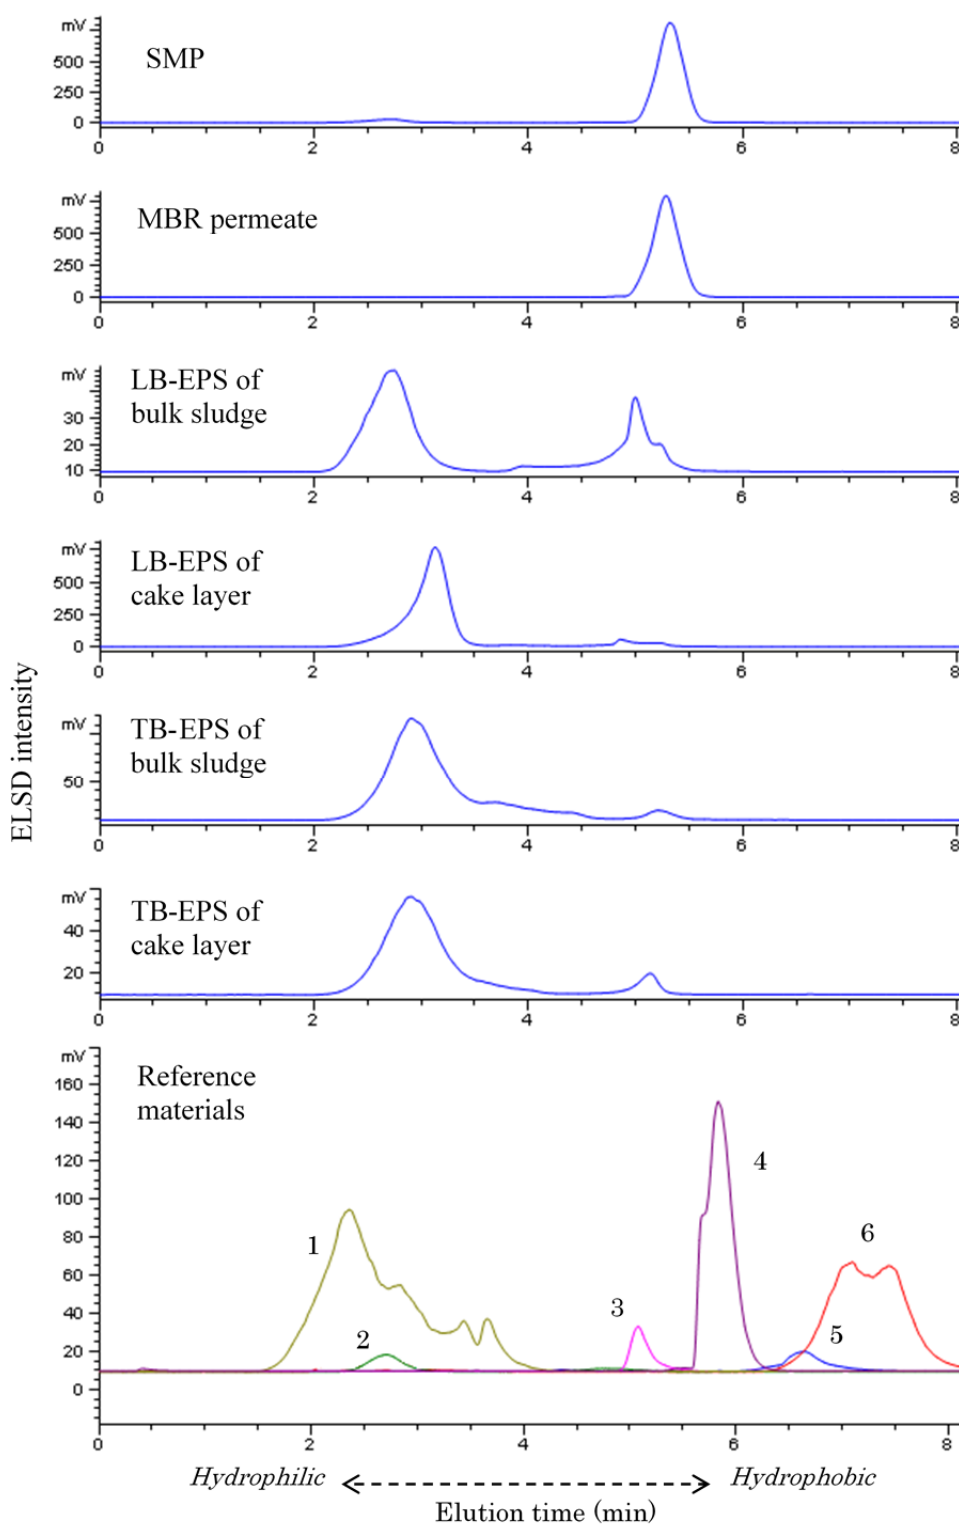 mV
SMP
500
250
0
0 2 4 6 8
mV
MBR permeate
500
250
0
0 2 4 6 8
mV
LB-EPS of
bulk sludge
30
20
10
0 2 4 6 8
mV
LB-EPS of
cake layer
500
250
0
0 2 4 6 8
ELSD intensity
mV
TB-EPS of
bulk sludge
50
0 2 4 6 8
mV
TB-EPS of
cake layer
40
20
0 2 4 6 8
mV
Reference
materials
160
140
120
100
80
60
40
20
0
1
2
3
4
5
6
0 2 4 6 8
Hydrophilic Hydrophobic
Elution time (min)